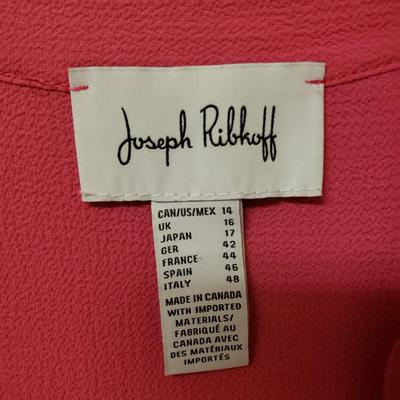 Joseph Ribkoff
CAN/US/MEX 14
UK 16
JAPAN 17
GER 42
FRANCE 44
SPAIN 46
ITALY 48
MADE IN CANADA
WITH IMPORTED
MATERIALS/
FABRIQUÉ AU
CANADA AVEC
DES MATÉRIAUX
IMPORTÉS